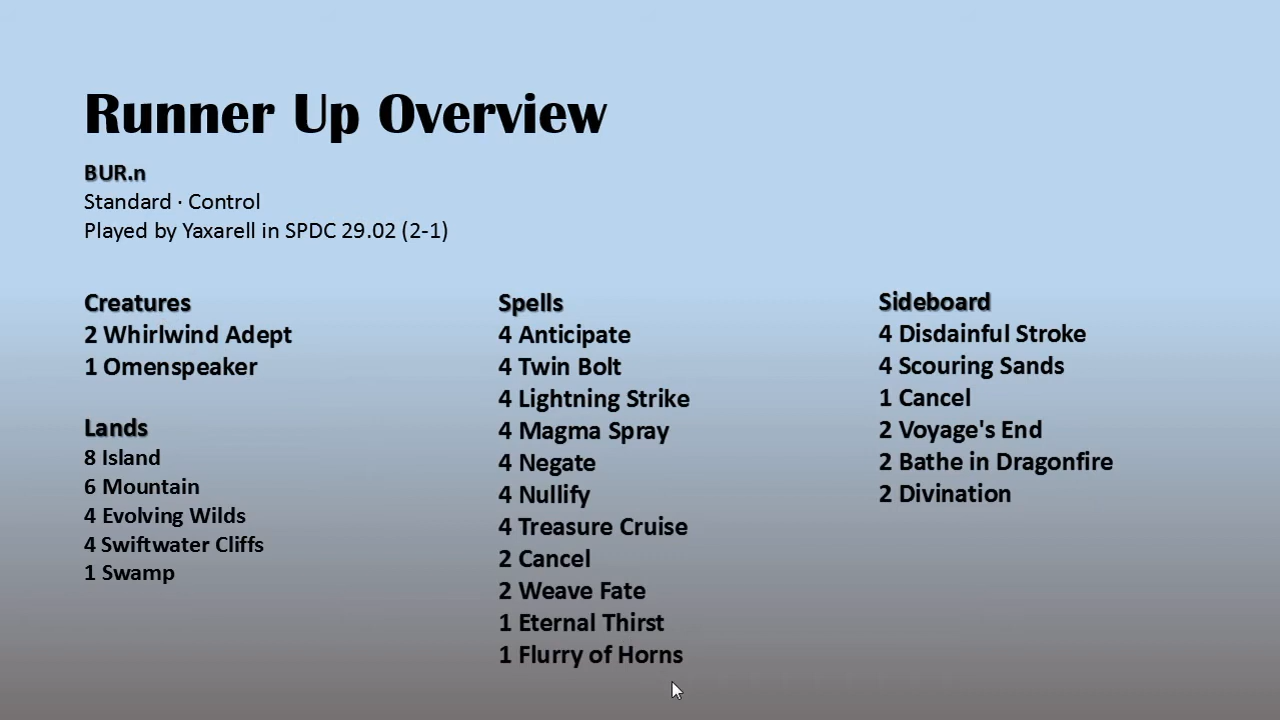 Runner Up Overview
BUR.n
Standard · Control
Played by Yaxarell in SPDC 29.02 (2-1)
Creatures
2 Whirlwind Adept
1 Omenspeaker
Lands
8 Island
6 Mountain
4 Evolving Wilds
4 Swiftwater Cliffs
1 Swamp
Spells
4 Anticipate
4 Twin Bolt
4 Lightning Strike
4 Magma Spray
4 Negate
4 Nullify
4 Treasure Cruise
2 Cancel
2 Weave Fate
1 Eternal Thirst
1 Flurry of Horns
Sideboard
4 Disdainful Stroke
4 Scouring Sands
1 Cancel
2 Voyage's End
2 Bathe in Dragonfire
2 Divination